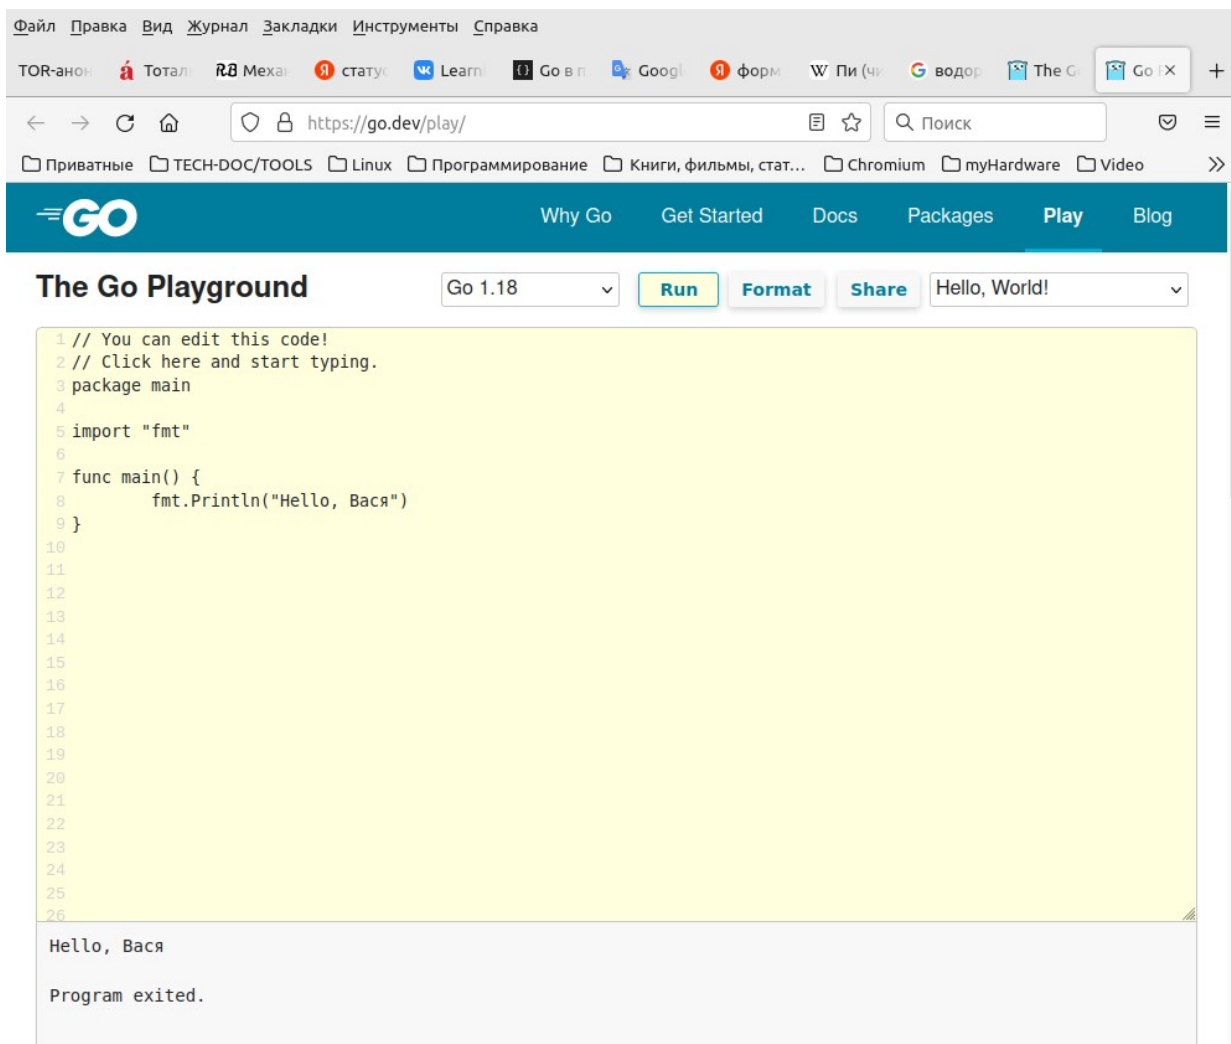 Файл Правка Вид Журнал Закладки Инструменты Справка
TOR-анон Тотал Меха статус Learni Go в п Googl форм Пи (чи водор The G Go P
https://go.dev/play/ Поиск
Приватные TECH-DOC/TOOLS Linux Программирование Книги, фильмы, стат... Chromium myHardware Video
GO Why Go Get Started Docs Packages Play Blog
The Go Playground Go 1.18 Run Format Share Hello, World!
1 // You can edit this code!
2 // Click here and start typing.
3 package main
4
5 import "fmt"
6
7 func main() {
8 fmt.Println("Hello, Вася")
9 }
10
11
12
13
14
15
16
17
18
19
20
21
22
23
24
25
26
Hello, Вася
Program exited.